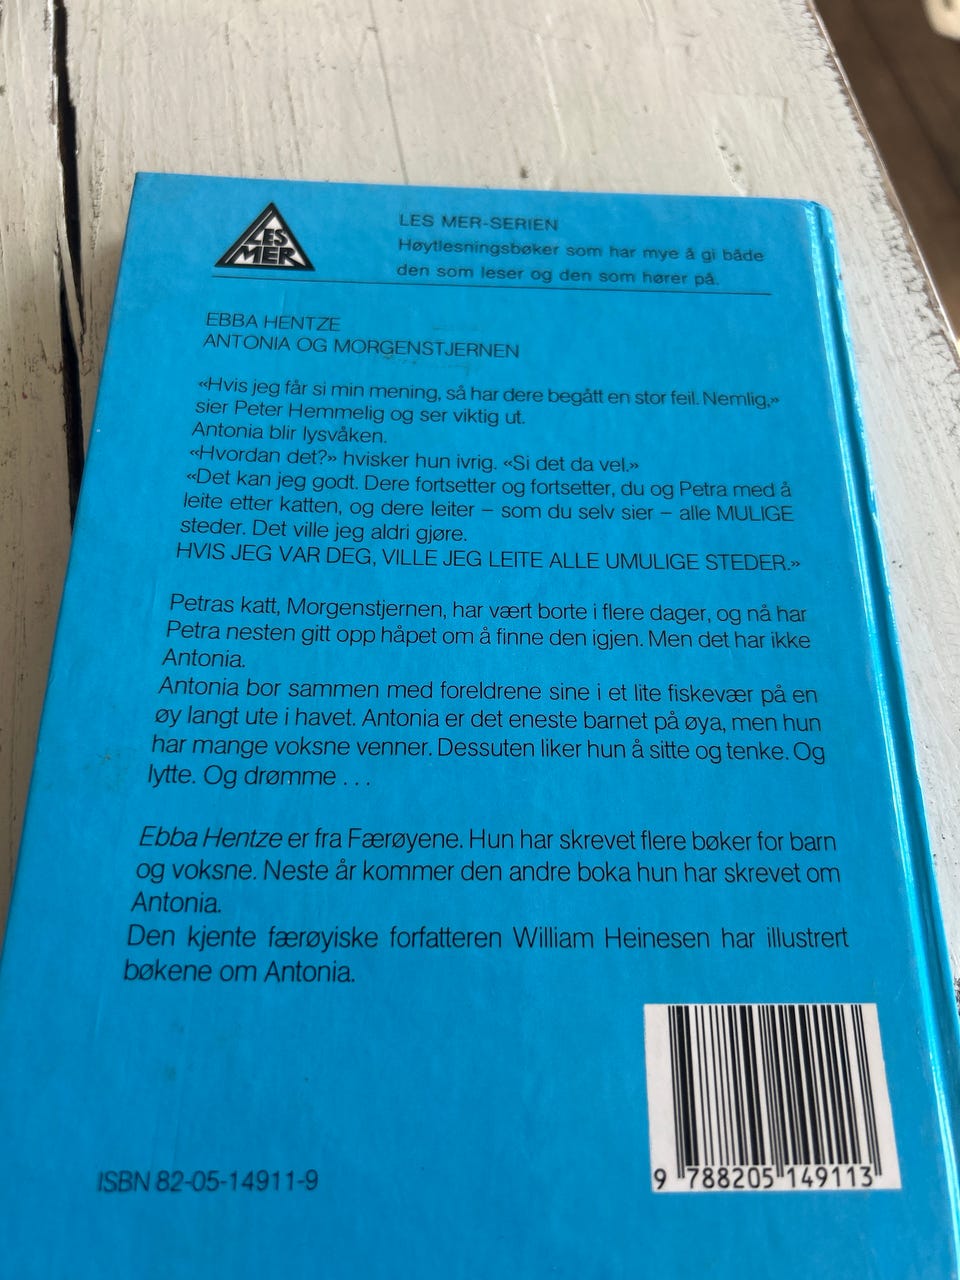 LES
MER
LES MER-SERIEN
Høytlesningsbøker som har mye å gi både
den som leser og den som hører på.
EBBA HENTZE
ANTONIA OG MORGENSTJERNEN
«Hvis jeg får si min mening, så har dere begått en stor feil. Nemlig,»
sier Peter Hemmelig og ser viktig ut.
Antonia blir lysvåken.
«Hvordan det?» hvisker hun ivrig. «Si det da vel.»
«Det kan jeg godt. Dere fortsetter og fortsetter, du og Petra med å
leite etter katten, og dere leiter – som du selv sier – alle MULIGE
steder. Det ville jeg aldri gjøre.
HVIS JEG VAR DEG, VILLE JEG LEITE ALLE UMULIGE STEDER.»
Petras katt, Morgenstjernen, har vært borte i flere dager, og nå har
Petra nesten gitt opp håpet om å finne den igjen. Men det har ikke
Antonia.
Antonia bor sammen med foreldrene sine i et lite fiskevær på en
øy langt ute i havet. Antonia er det eneste barnet på øya, men hun
har mange voksne venner. Dessuten liker hun å sitte og tenke. Og
lytte. Og drømme . . .
Ebba Hentze er fra Færøyene. Hun har skrevet flere bøker for barn
og voksne. Neste år kommer den andre boka hun har skrevet om
Antonia.
Den kjente færøyiske forfatteren William Heinesen har illustrert
bøkene om Antonia.
ISBN 82-05-14911-9
9 788205 149113